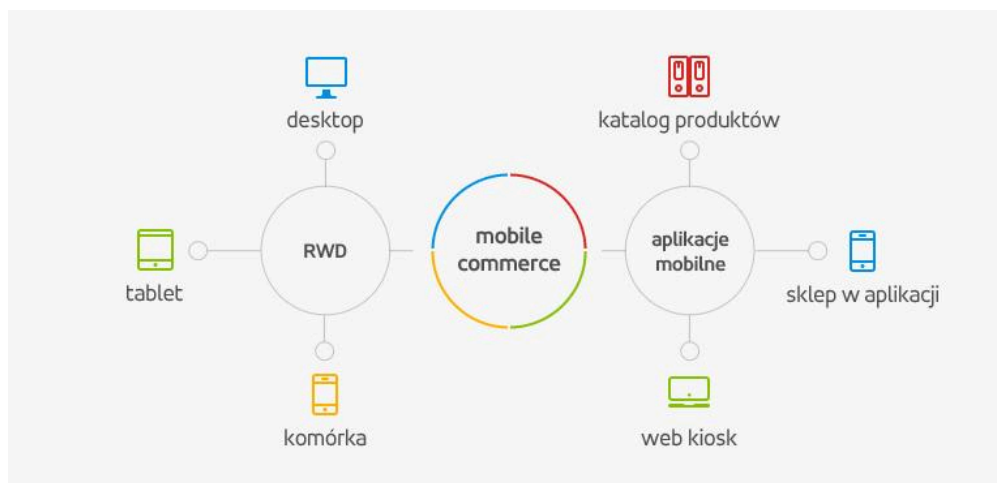 desktop
katalog produktów
RWD
mobile
commerce
aplikacje
mobilne
tablet
sklep w aplikacji
komórka
web kiosk